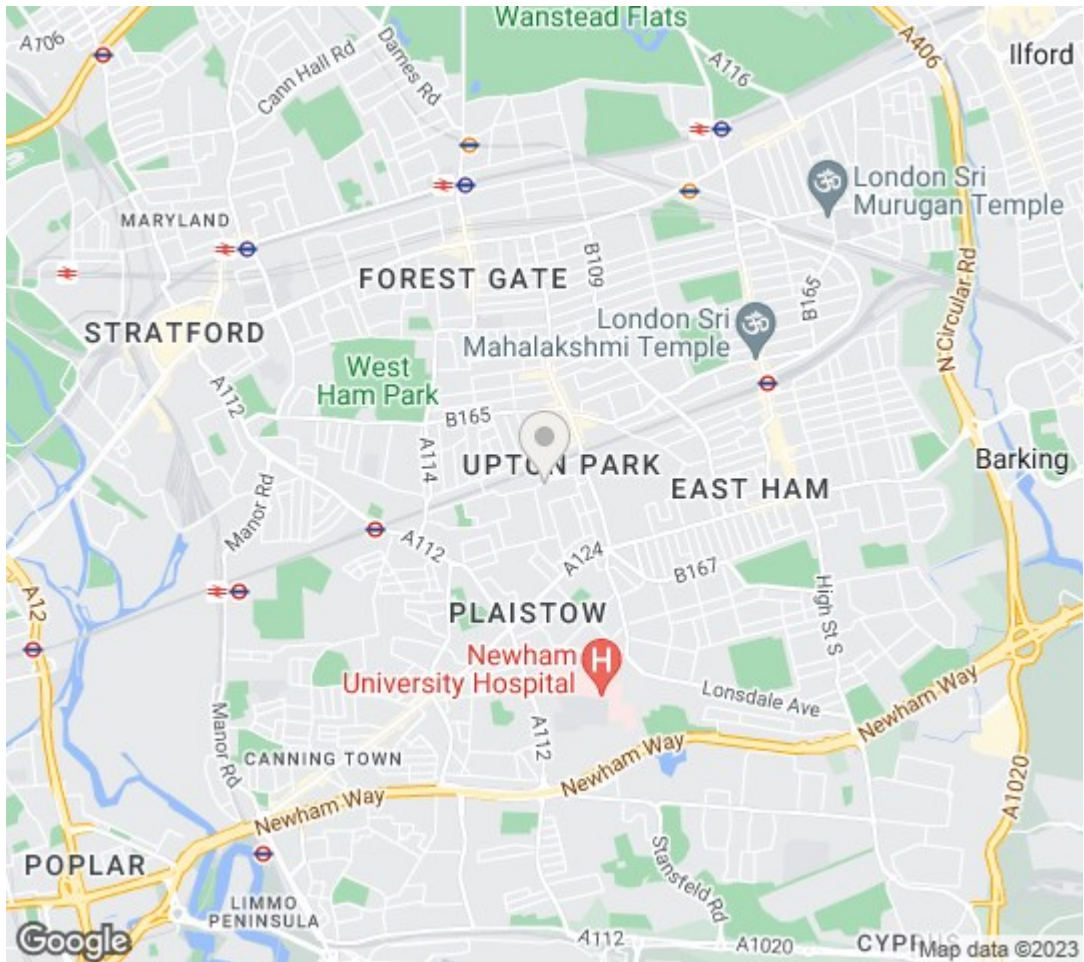 Wanstead Flats
A106
Cann Hall Rd
Dames Rd
A116
A406
Ilford
London Sri
Murugan Temple
MARYLAND
B109
FOREST GATE
B165
N Circular Rd
STRATFORD
London Sri
Mahalakshmi Temple
West
Ham Park
A112
B165
A114
UPTON PARK
Barking
EAST HAM
Manor Rd
A112
A124
B167
A12
High St S
PLAISTOW
Newham
University Hospital
H
Lonsdale Ave
Newham Way
Manor Rd
A112
Newham Way
CANNING TOWN
Newham Way
A1020
POPLAR
Stansfeld Rd
LIMMO
PENINSULA
Google
A112
A1020
CYPRUS
Map data ©2023